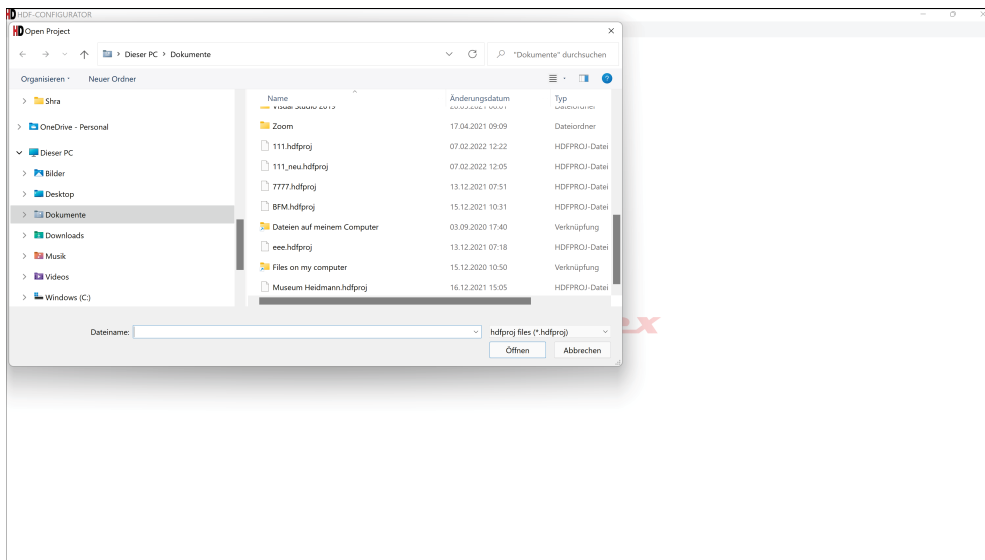 HD HDF-CONFIGURATOR
HD Open Project
Dieser PC > Dokumente
"Dokumente" durchsuchen
Organisieren
Neuer Ordner
Shra
OneDrive - Personal
Dieser PC
Bilder
Desktop
Dokumente
Downloads
Musik
Videos
Windows (C:)
Name Änderungsdatum Typ
Visual Studio 2019 Dateiordner
Zoom 17.04.2021 09:09 Dateiordner
111.hdfproj 07.02.2022 12:22 HDFPROJ-Datei
111_neu.hdfproj 07.02.2022 12:05 HDFPROJ-Datei
7777.hdfproj 13.12.2021 07:51 HDFPROJ-Datei
BFM.hdfproj 15.12.2021 10:31 HDFPROJ-Datei
Dateien auf meinem Computer 03.09.2020 17:40 Verknüpfung
eee.hdfproj 13.12.2021 07:18 HDFPROJ-Datei
Files on my computer 15.12.2020 10:50 Verknüpfung
Museum Heidmann.hdfproj 16.12.2021 15:05 HDFPROJ-Datei
Dateiname:
hdfproj files (*.hdfproj)
Öffnen Abbrechen